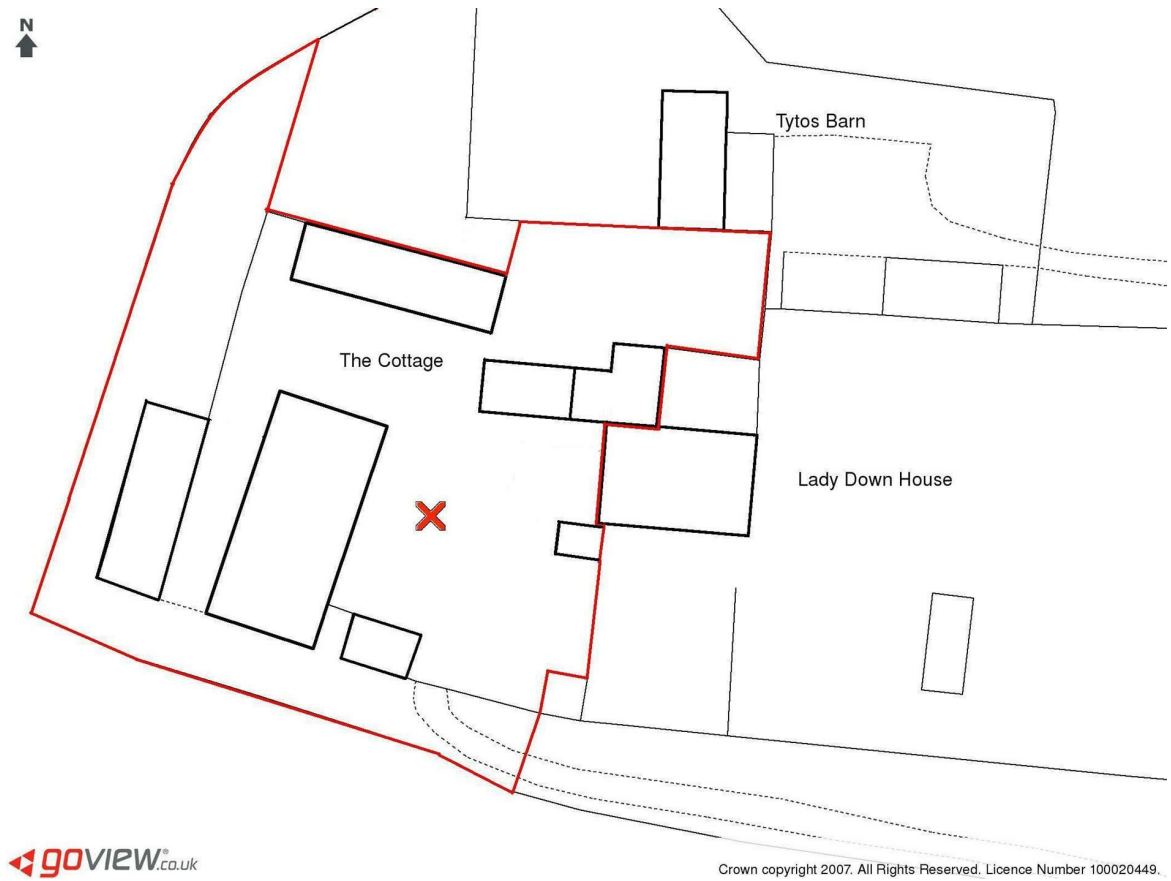 N
Tytos Barn
The Cottage
Lady Down House
goview.co.uk
Crown copyright 2007. All Rights Reserved. Licence Number 100020449.